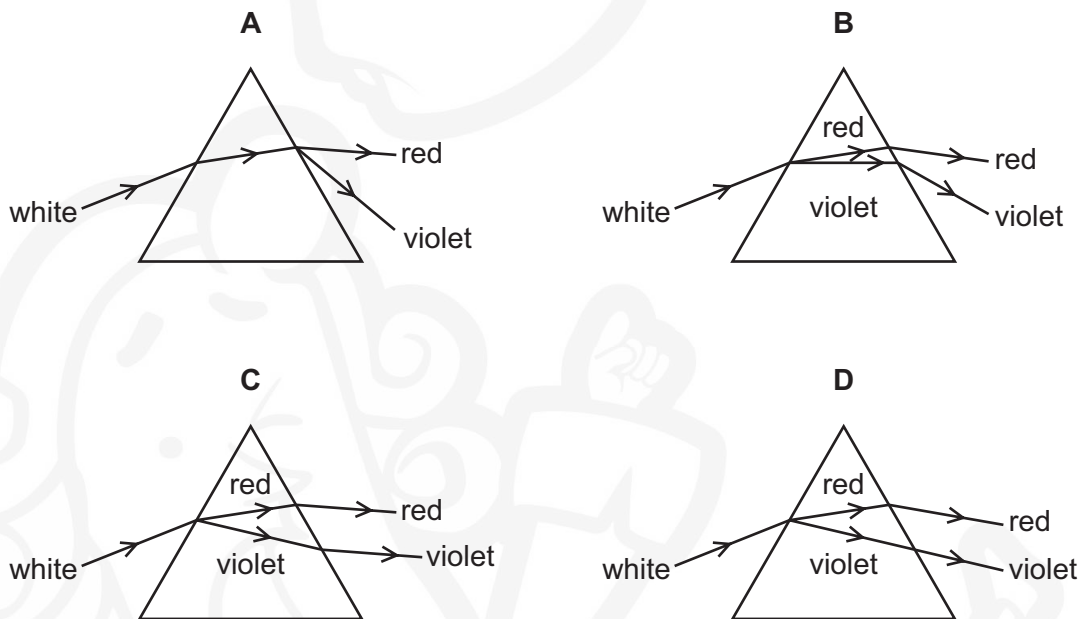 A
red
white
violet
B
red
red
white
violet
violet
C
red
red
white
violet
violet
D
red
red
white
violet
violet